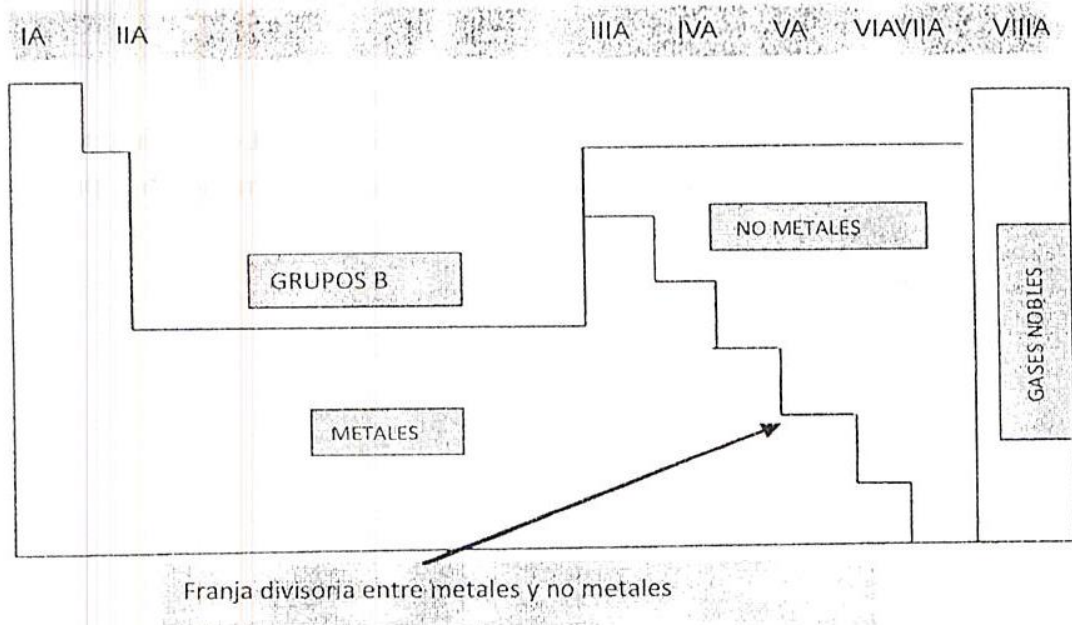 IA IIA IIIA IVA VA VIAVIIA VIIIA
NO METALES
GRUPOS B
GASES NOBLES
METALES
Franja divisoria entre metales y no metales